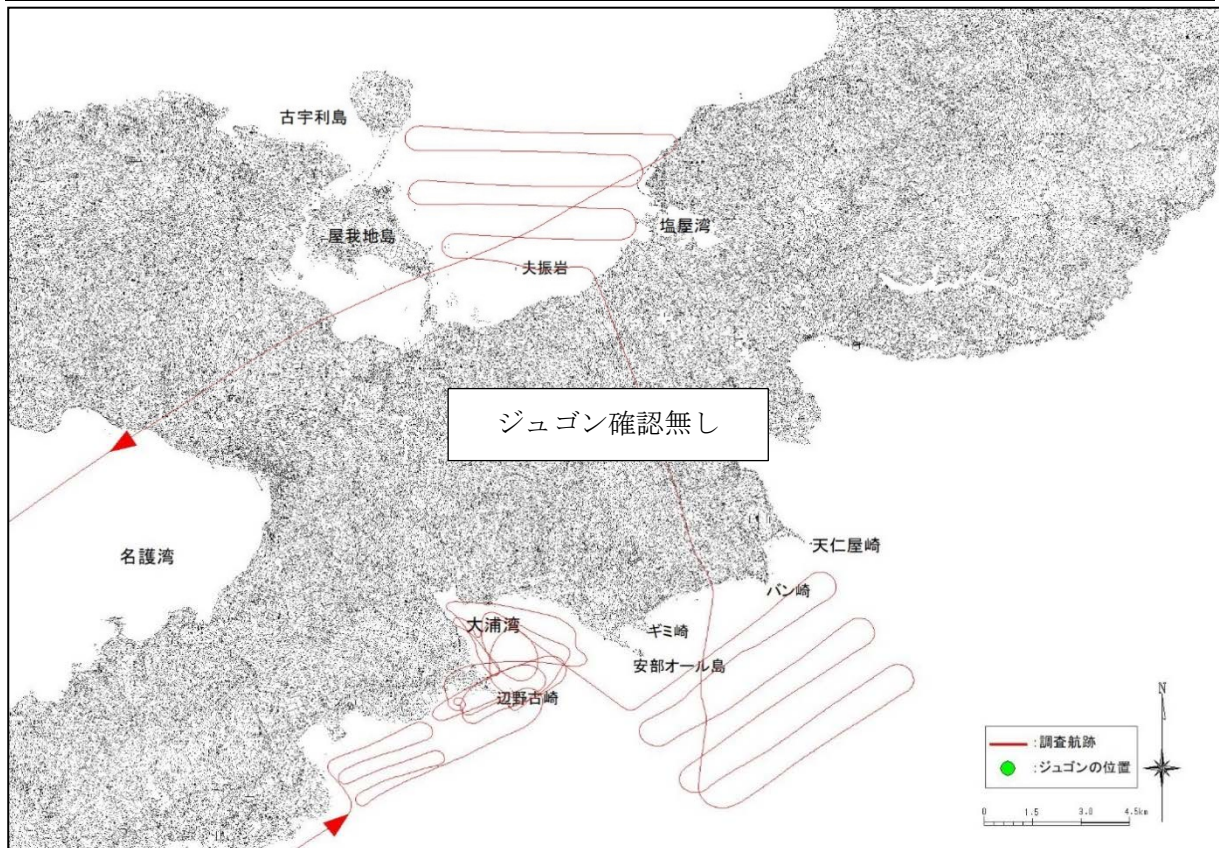 古宇利島
屋我地島
塩屋湾
夫振岩
ジュゴン確認無し
名護湾
天仁屋崎
バン崎
ギミ崎
大浦湾
安部オール島
辺野古崎
N
:調査航跡
:ジュゴンの位置
0 1.5 3.0 4.5km